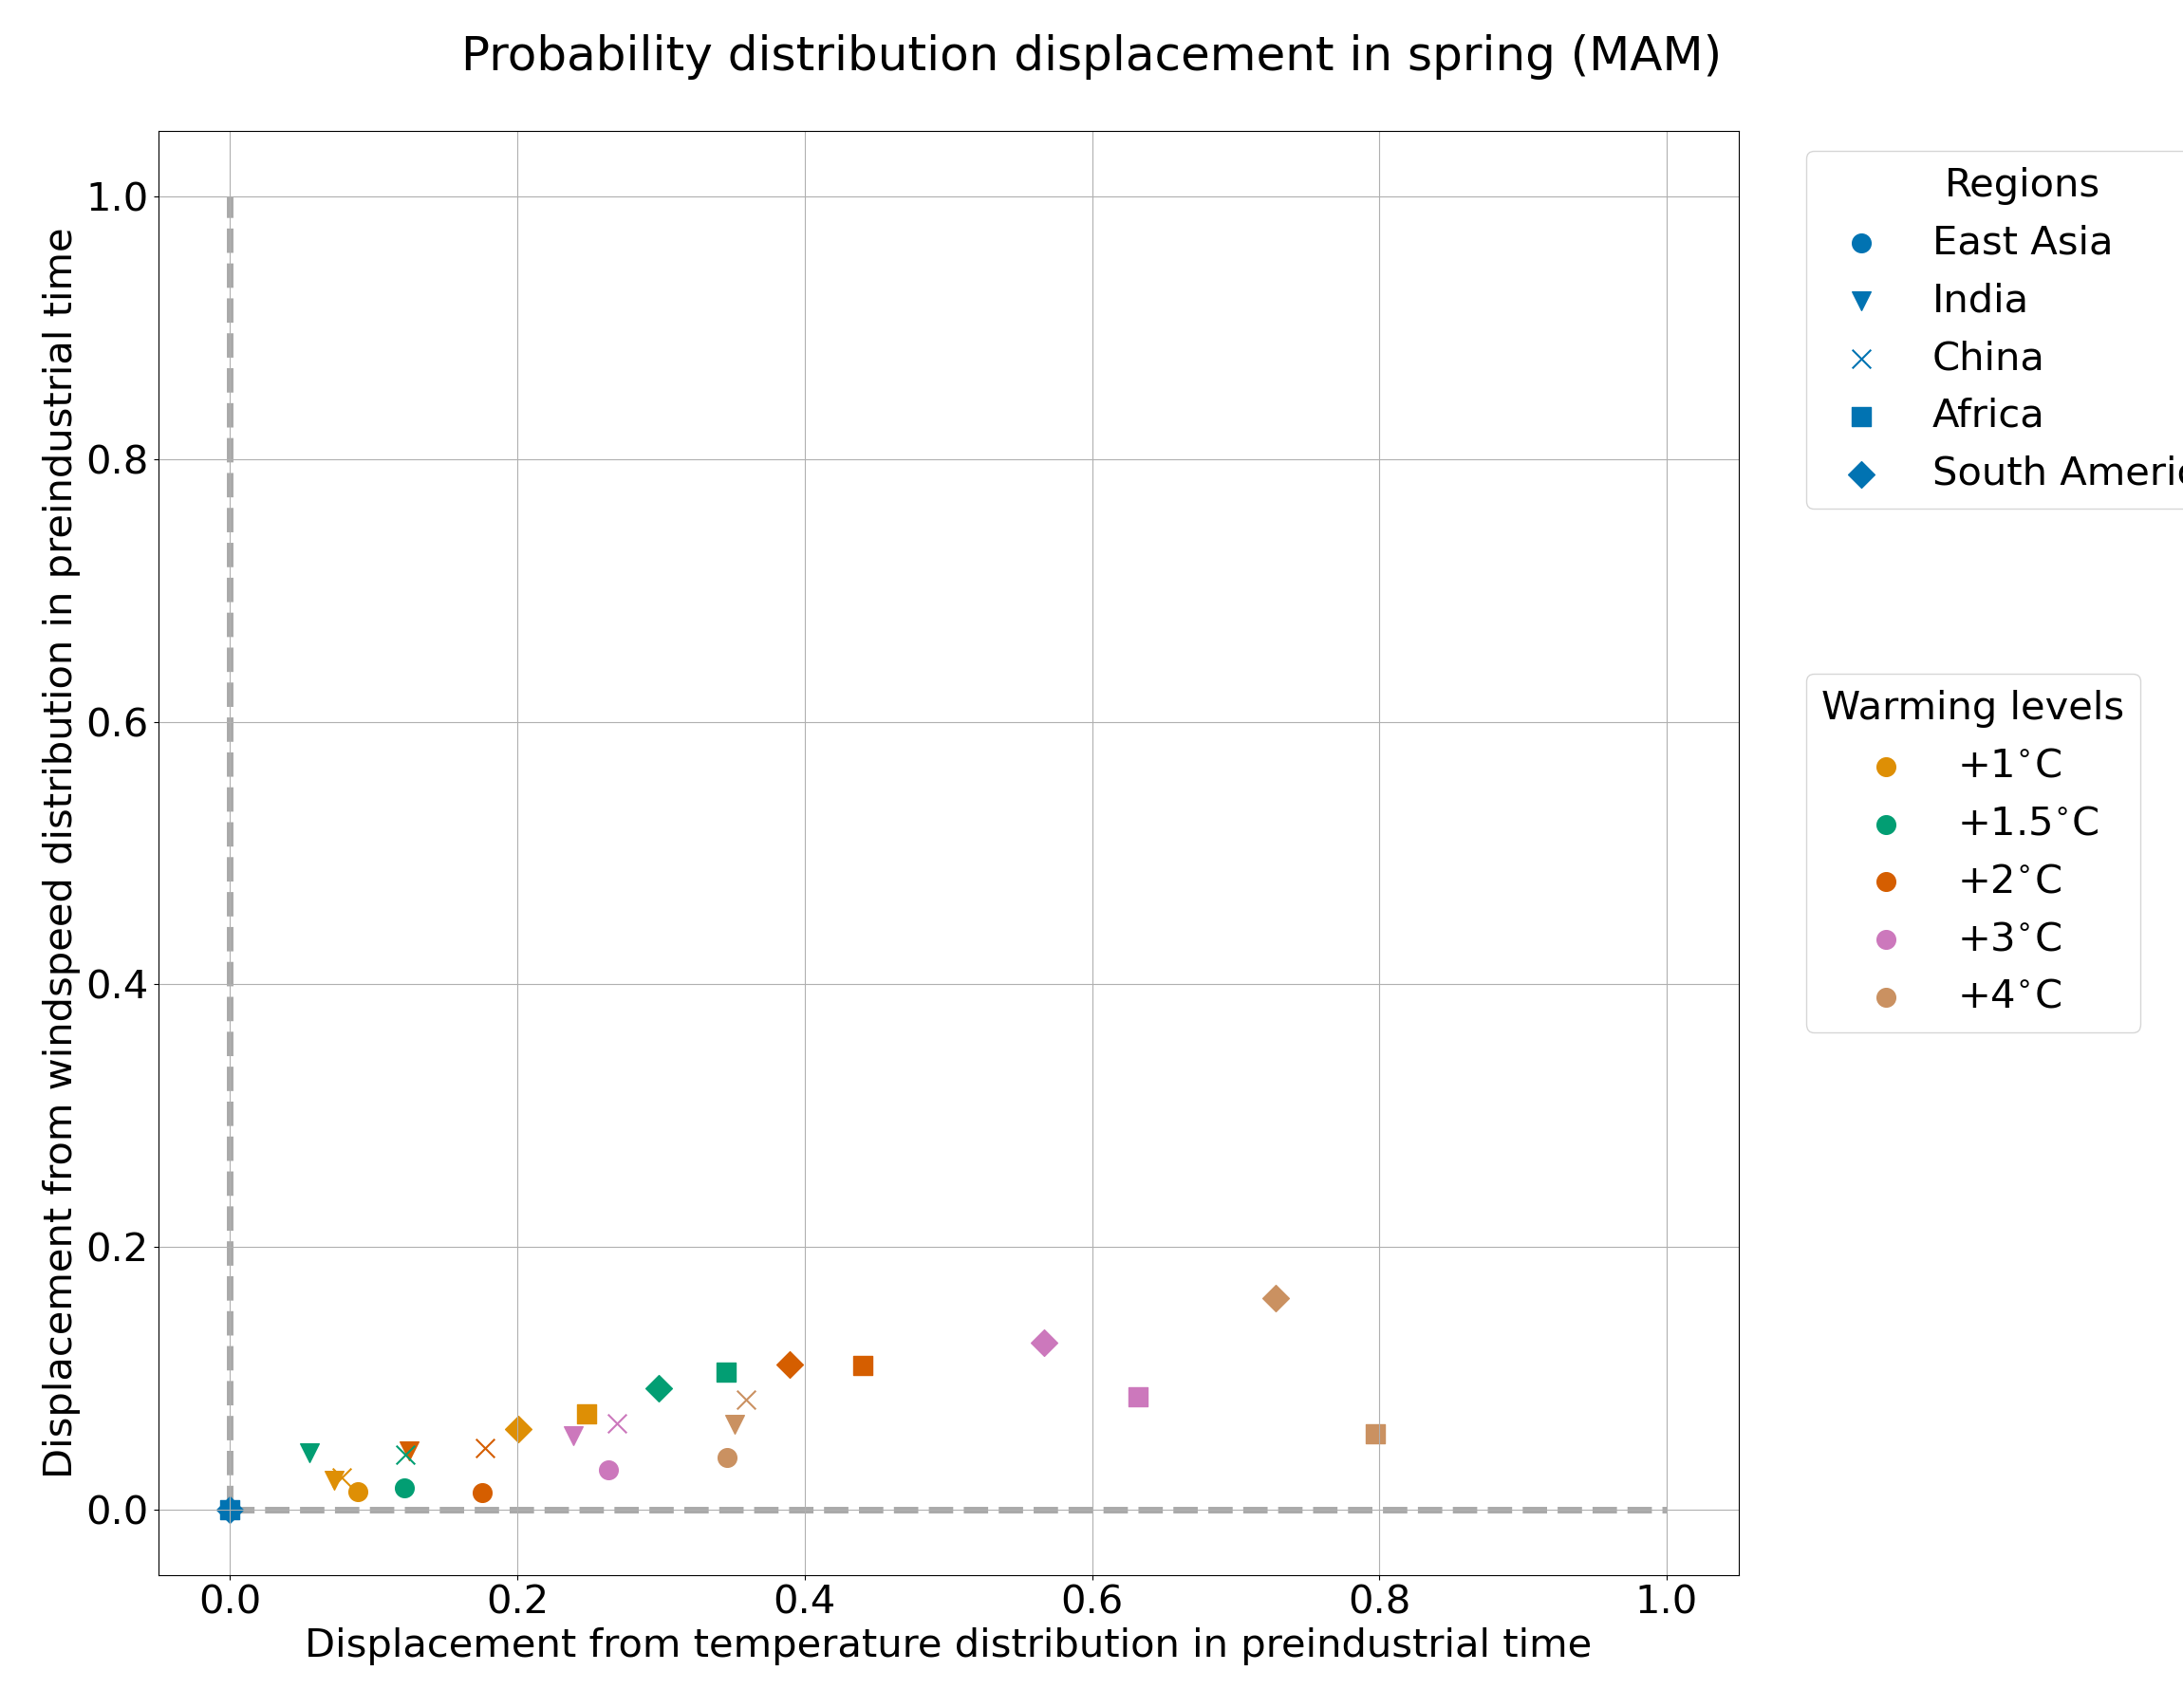 Probability distribution displacement in spring (MAM)
Displacement from windspeed distribution in preindustrial time
1.0
0.8
0.6
0.4
0.2
0.0
0.0 0.2 0.4 0.6 0.8 1.0
Displacement from temperature distribution in preindustrial time
Regions
East Asia
India
China
Africa
South Americ
Warming levels
+1°C
+1.5°C
+2°C
+3°C
+4°C